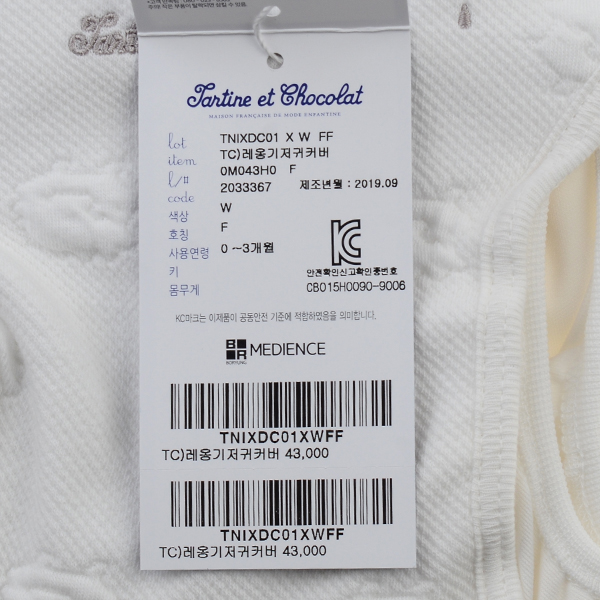 Tartine et Chocolat
MAISON FRANÇAISE DE MODE ENFANTINE
lot TNIXDC01 X W FF
item TC)레옹기저귀커버
l/# 0M043H0 F
code 2033367 제조년월 : 2019.09
색상 W
호칭 F
사용연령 0~3개월
키
몸무게
안전확인신고확인증번호
CB015H0090-9006
KC마크는 이제품이 공동안전 기준에 적합하였음을 의미합니다.
BR MEDIENCE
BORYUNG
TNIXDC01XWFF
TC)레옹기저귀커버 43,000
TNIXDC01XWFF
TC)레옹기저귀커버 43,000